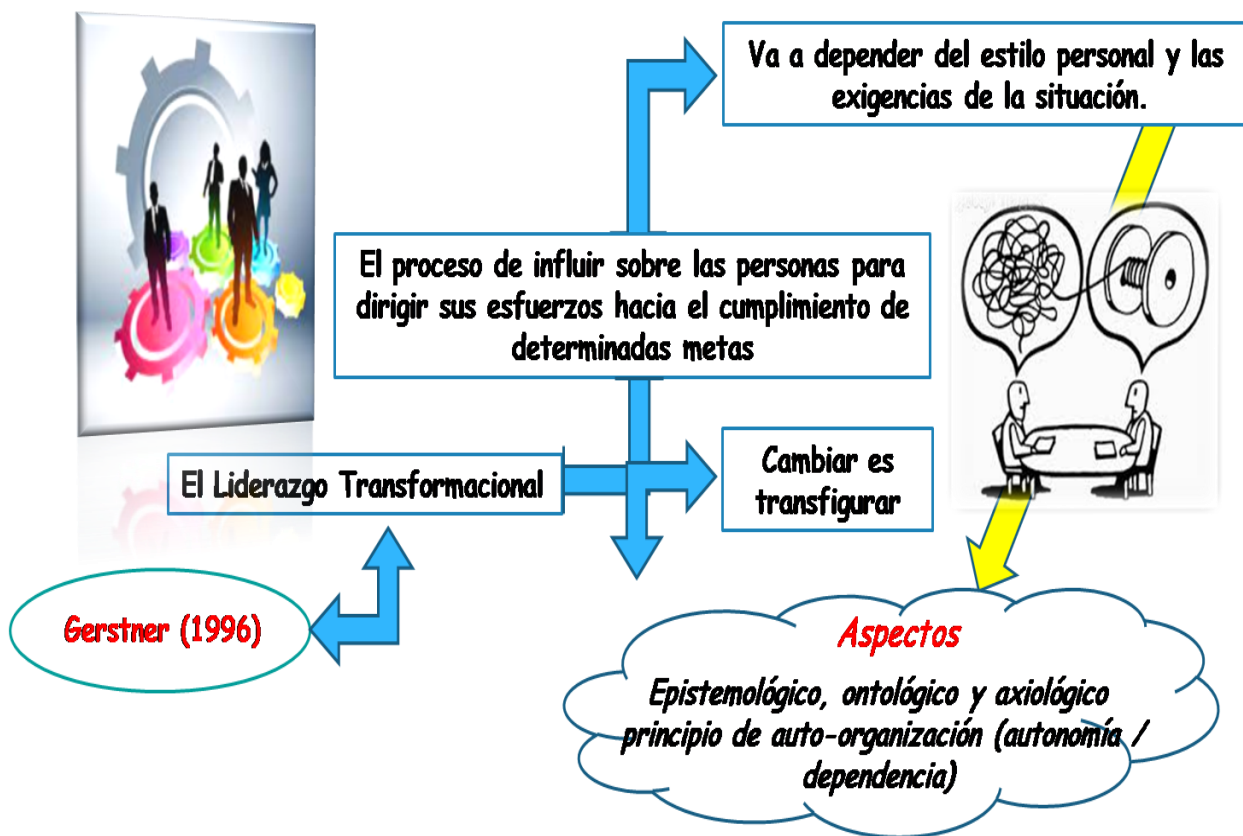 Va a depender del estilo personal y las
exigencias de la situación.
El proceso de influir sobre las personas para
dirigir sus esfuerzos hacia el cumplimiento de
determinadas metas
El Liderazgo Transformacional
Cambiar es
transfigurar
Gerstner (1996)
Aspectos
Epistemológico, ontológico y axiológico
principio de auto-organización (autonomía /
dependencia)